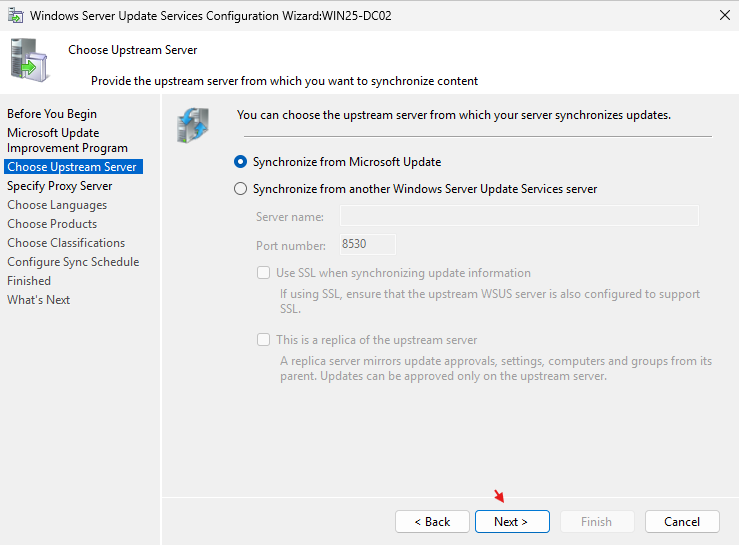 Windows Server Update Services Configuration Wizard:WIN25-DC02
Choose Upstream Server
Provide the upstream server from which you want to synchronize content
Before You Begin
Microsoft Update
Improvement Program
Choose Upstream Server
Specify Proxy Server
Choose Languages
Choose Products
Choose Classifications
Configure Sync Schedule
Finished
What's Next
You can choose the upstream server from which your server synchronizes updates.
Synchronize from Microsoft Update
Synchronize from another Windows Server Update Services server
Server name:
Port number: 8530
Use SSL when synchronizing update information
If using SSL, ensure that the upstream WSUS server is also configured to support
SSL.
This is a replica of the upstream server
A replica server mirrors update approvals, settings, computers and groups from its
parent. Updates can be approved only on the upstream server.
< Back Next > Finish Cancel